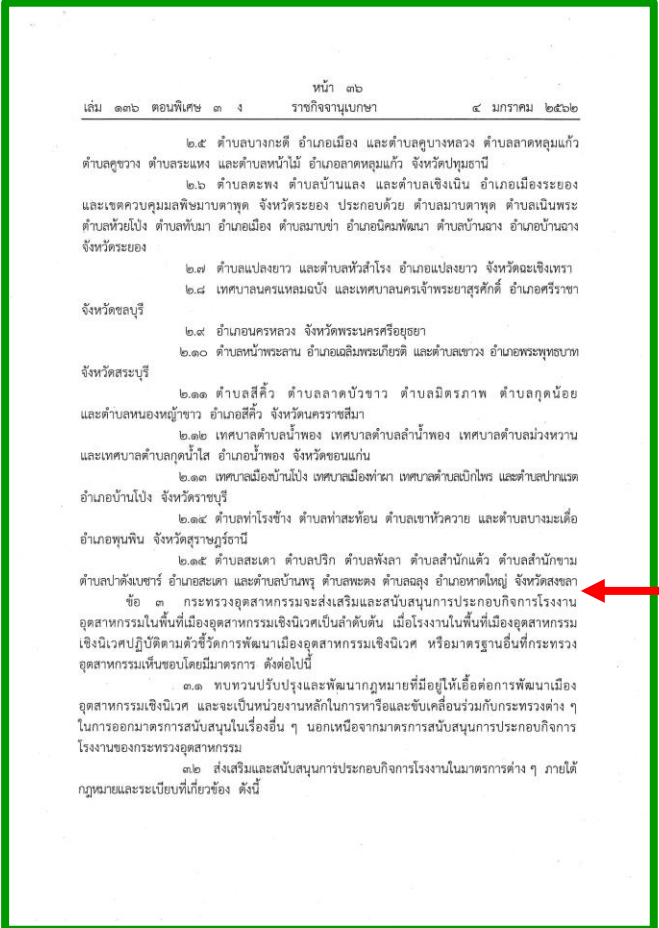 หน้า ๓๖
เล่ม ๑๓๖ ตอนพิเศษ ๓ ง ราชกิจจานุเบกษา ๔ มกราคม ๒๕๖๒
๒.๕ ตำบลบางกะดี อำเภอเมือง และตำบลคูบางหลวง ตำบลลาดหลุมแก้ว
ตำบลคูขวาง ตำบลระแหง และตำบลหน้าไม้ อำเภอลาดหลุมแก้ว จังหวัดปทุมธานี
๒.๖ ตำบลตะพง ตำบลบ้านแลง และตำบลเชิงเนิน อำเภอเมืองระยอง
และเขตควบคุมมลพิษมาบตาพุด จังหวัดระยอง ประกอบด้วย ตำบลมาบตาพุด ตำบลเนินพระ
ตำบลห้วยโป่ง ตำบลทับมา อำเภอเมือง ตำบลมาบข่า อำเภอนิคมพัฒนา ตำบลบ้านฉาง อำเภอบ้านฉาง
จังหวัดระยอง
๒.๗ ตำบลแปลงยาว และตำบลหัวสำโรง อำเภอแปลงยาว จังหวัดฉะเชิงเทรา
๒.๘ เทศบาลนครแหลมฉบัง และเทศบาลนครเจ้าพระยาสุรศักดิ์ อำเภอศรีราชา
จังหวัดชลบุรี
๒.๙ อำเภอนครหลวง จังหวัดพระนครศรีอยุธยา
๒.๑๐ ตำบลหน้าพระลาน อำเภอเฉลิมพระเกียรติ และตำบลเขาวง อำเภอพระพุทธบาท
จังหวัดสระบุรี
๒.๑๑ ตำบลสีคิ้ว ตำบลลาดบัวขาว ตำบลมิตรภาพ ตำบลกุดน้อย
และตำบลหนองหญ้าขาว อำเภอสีคิ้ว จังหวัดนครราชสีมา
๒.๑๒ เทศบาลตำบลน้ำพอง เทศบาลตำบลลำน้ำพอง เทศบาลตำบลม่วงหวาน
และเทศบาลตำบลกุดน้ำใส อำเภอน้ำพอง จังหวัดขอนแก่น
๒.๑๓ เทศบาลเมืองบ้านโป่ง เทศบาลเมืองท่าผา เทศบาลตำบลเบิกไพร และตำบลปากแรต
อำเภอบ้านโป่ง จังหวัดราชบุรี
๒.๑๔ ตำบลท่าโรงช้าง ตำบลท่าสะท้อน ตำบลเขาหัวควาย และตำบลบางมะเดื่อ
อำเภอพุนพิน จังหวัดสุราษฎร์ธานี
๒.๑๕ ตำบลสะเดา ตำบลปริก ตำบลพังลา ตำบลสำนักแต้ว ตำบลสำนักขาม
ตำบลปาดังเบซาร์ อำเภอสะเดา และตำบลบ้านพรุ ตำบลพะตง ตำบลฉลุง อำเภอหาดใหญ่ จังหวัดสงขลา
ข้อ ๓ กระทรวงอุตสาหกรรมจะส่งเสริมและสนับสนุนการประกอบกิจการโรงงาน
อุตสาหกรรมในพื้นที่เมืองอุตสาหกรรมเชิงนิเวศเป็นลำดับต้น เมื่อโรงงานในพื้นที่เมืองอุตสาหกรรม
เชิงนิเวศปฏิบัติตามตัวชี้วัดการพัฒนาเมืองอุตสาหกรรมเชิงนิเวศ หรือมาตรฐานอื่นที่กระทรวง
อุตสาหกรรมเห็นชอบโดยมีมาตรการ ดังต่อไปนี้
๓.๑ ทบทวนปรับปรุงและพัฒนากฎหมายที่มีอยู่ให้เอื้อต่อการพัฒนาเมือง
อุตสาหกรรมเชิงนิเวศ และจะเป็นหน่วยงานหลักในการหารือและขับเคลื่อนร่วมกับกระทรวงต่าง ๆ
ในการออกมาตรการสนับสนุนในเรื่องอื่น ๆ นอกเหนือจากมาตรการสนับสนุนการประกอบกิจการ
โรงงานของกระทรวงอุตสาหกรรม
๓.๒ ส่งเสริมและสนับสนุนการประกอบกิจการโรงงานในมาตรการต่าง ๆ ภายใต้
กฎหมายและระเบียบที่เกี่ยวข้อง ดังนี้